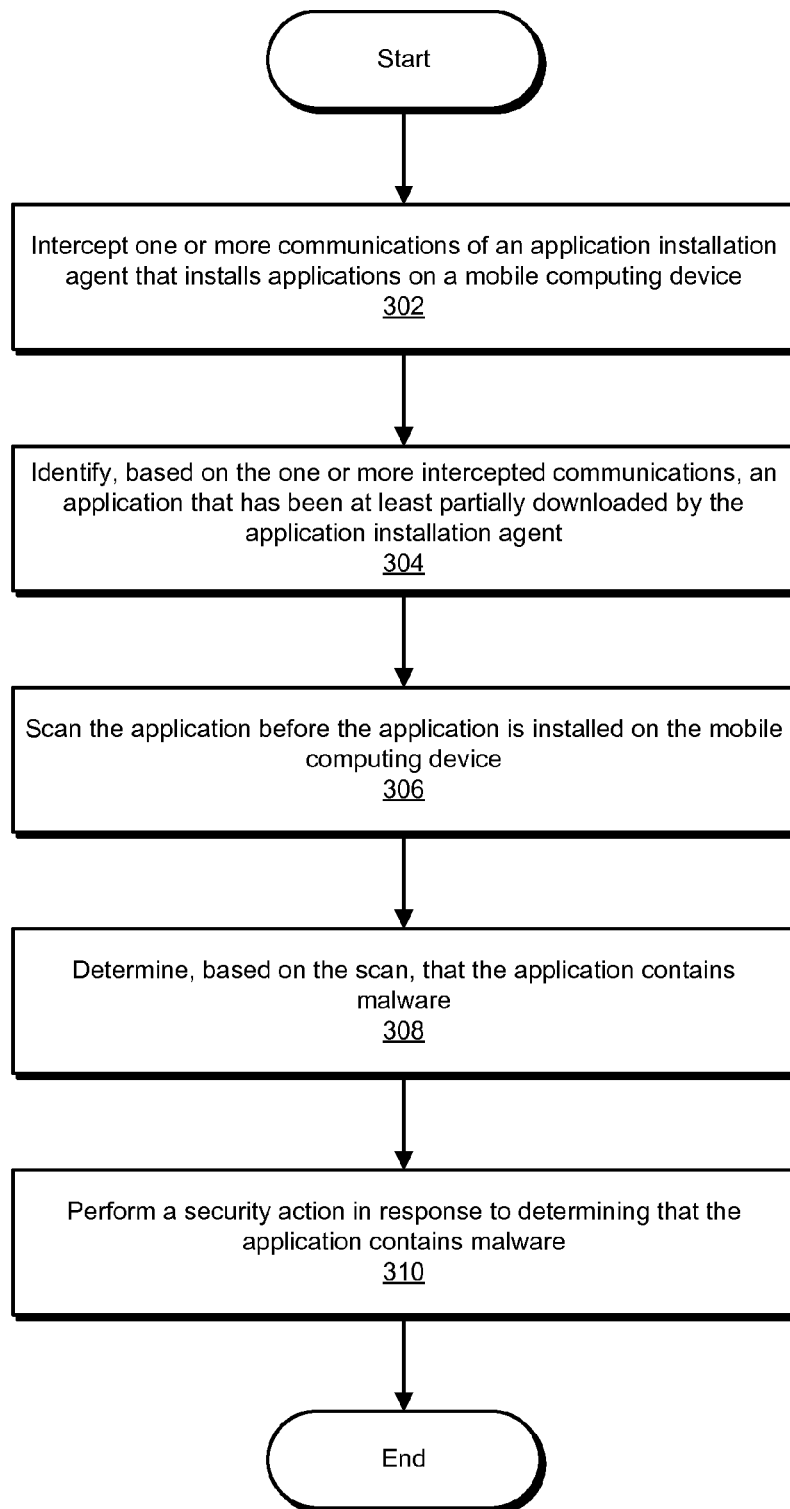 Start
Intercept one or more communications of an application installation
agent that installs applications on a mobile computing device
302
Identify, based on the one or more intercepted communications, an
application that has been at least partially downloaded by the
application installation agent
304
Scan the application before the application is installed on the mobile
computing device
306
Determine, based on the scan, that the application contains
malware
308
Perform a security action in response to determining that the
application contains malware
310
End